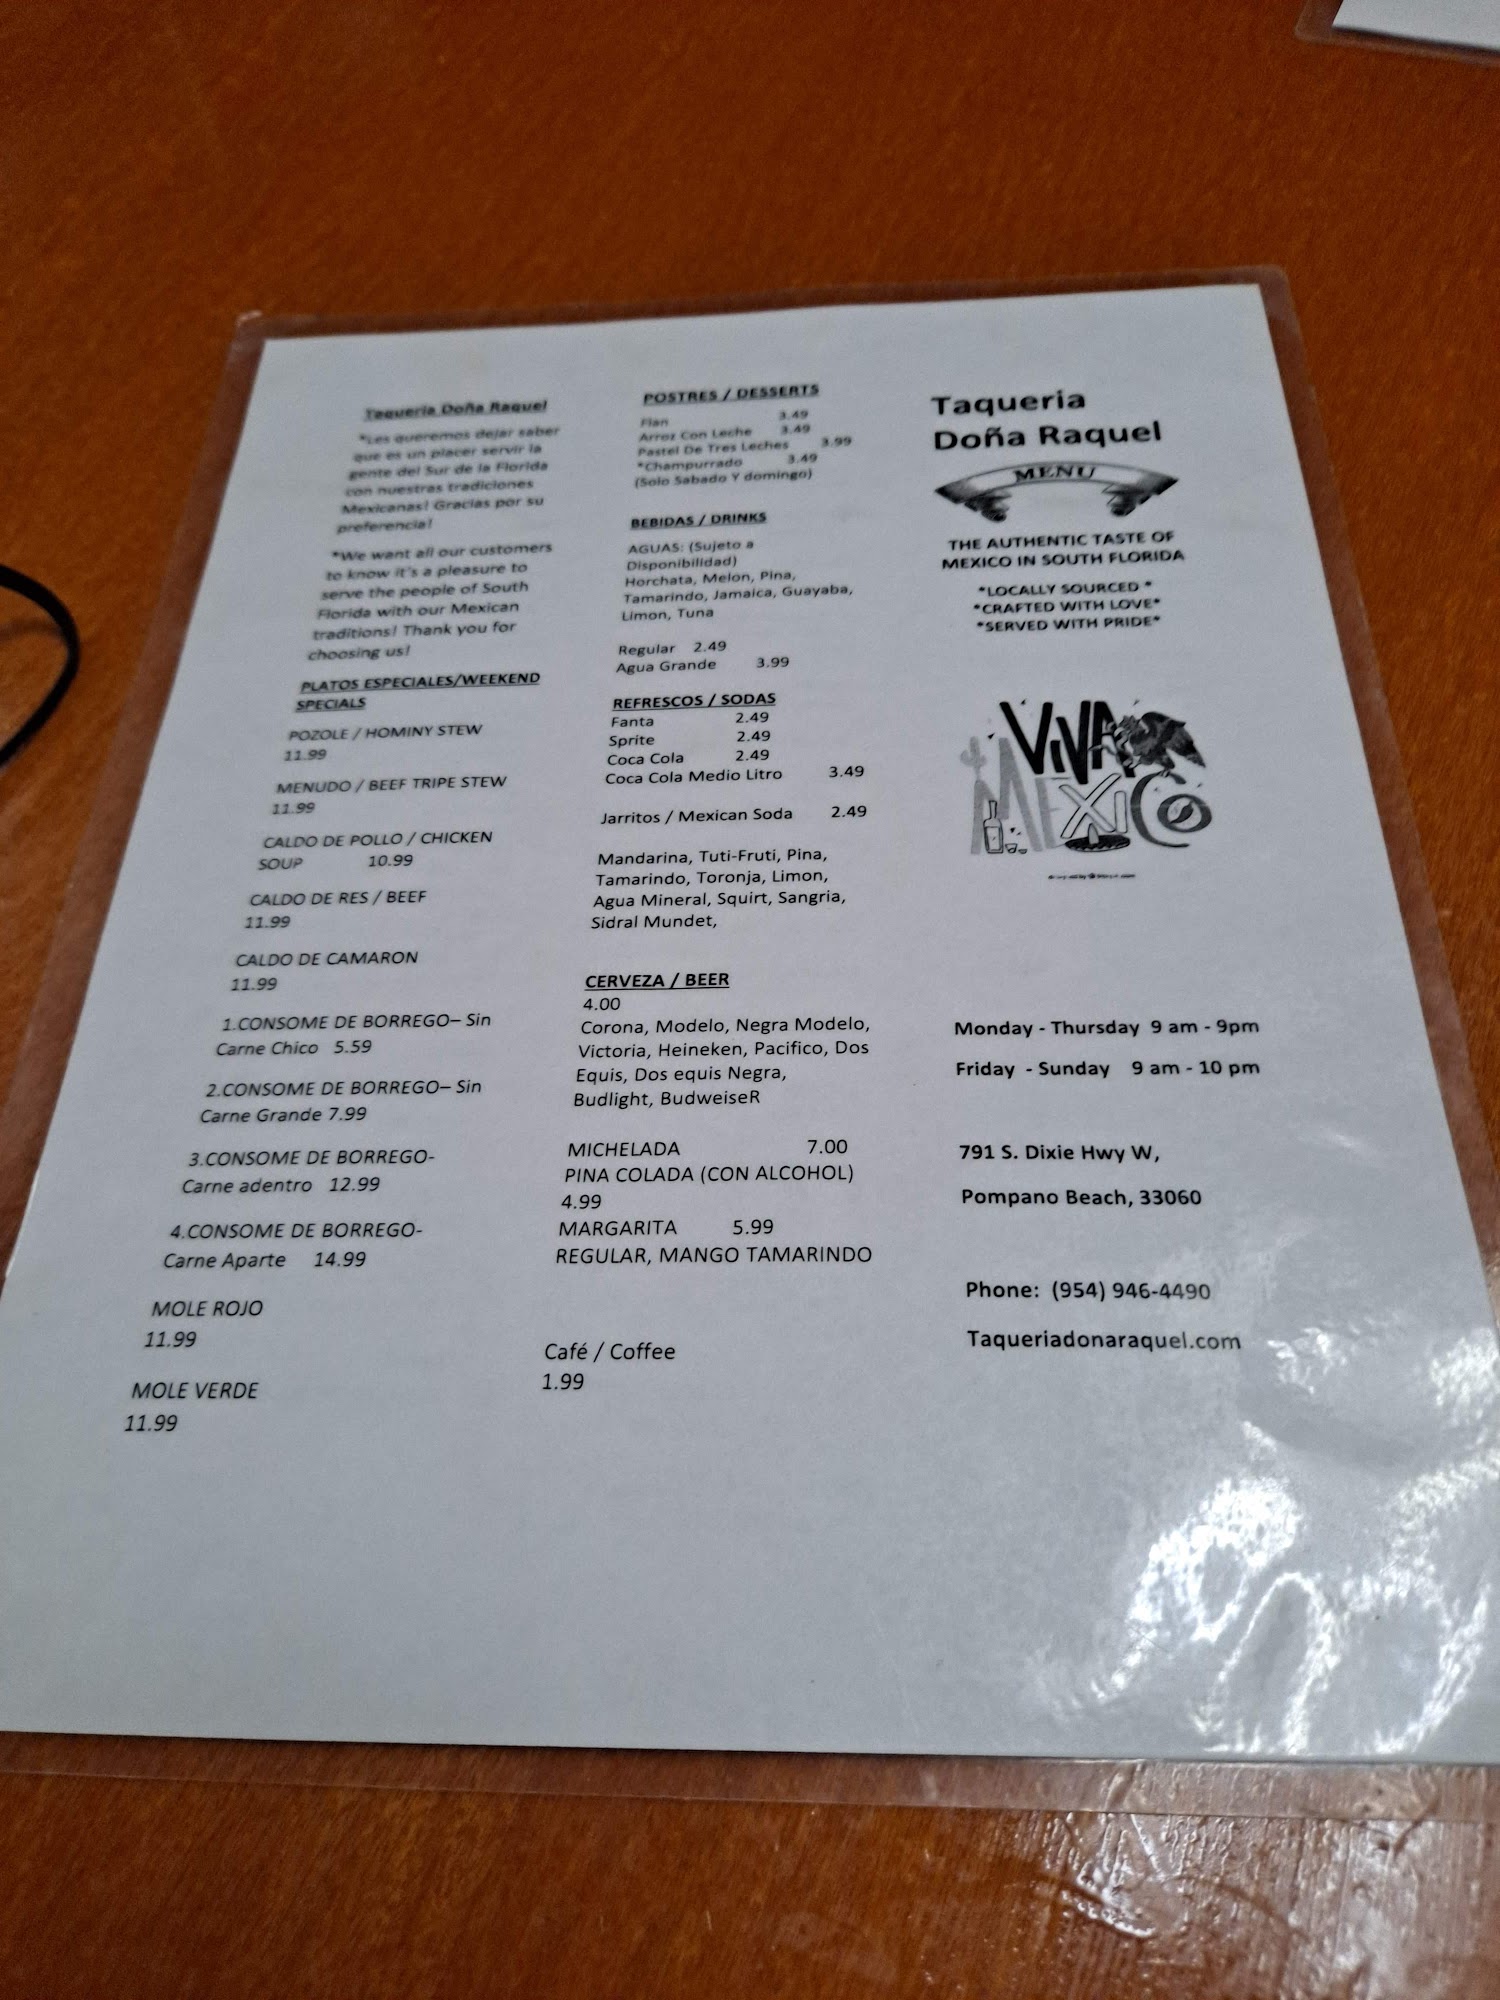 Taqueria Doña Raquel
*Les queremos dejar saber
que es un placer servir la
gente del Sur de la Florida
con nuestras tradiciones
Mexicanas! Gracias por su
preferencia!
*We want all our customers
to know it's a pleasure to
serve the people of South
Florida with our Mexican
traditions! Thank you for
choosing us!
PLATOS ESPECIALES/WEEKEND
SPECIALS
POZOLE / HOMINY STEW
11.99
MENUDO / BEEF TRIPE STEW
11.99
CALDO DE POLLO / CHICKEN
SOUP 10.99
CALDO DE RES / BEEF
11.99
CALDO DE CAMARON
11.99
1.CONSOME DE BORREGO– Sin
Carne Chico 5.59
2.CONSOME DE BORREGO– Sin
Carne Grande 7.99
3.CONSOME DE BORREGO-
Carne adentro 12.99
4.CONSOME DE BORREGO-
Carne Aparte 14.99
MOLE ROJO
11.99
MOLE VERDE
11.99
POSTRES / DESSERTS
Flan 3.49
Arroz Con Leche 3.49
Pastel De Tres Leches 3.99
*Champurrado 3.49
(Solo Sabado Y domingo)
BEBIDAS / DRINKS
AGUAS: (Sujeto a
Disponibilidad)
Horchata, Melon, Pina,
Tamarindo, Jamaica, Guayaba,
Limon, Tuna
Regular 2.49
Agua Grande 3.99
REFRESCOS / SODAS
Fanta 2.49
Sprite 2.49
Coca Cola 2.49
Coca Cola Medio Litro 3.49
Jarritos / Mexican Soda 2.49
Mandarina, Tuti-Fruti, Pina,
Tamarindo, Toronja, Limon,
Agua Mineral, Squirt, Sangria,
Sidral Mundet,
CERVEZA / BEER
4.00
Corona, Modelo, Negra Modelo,
Victoria, Heineken, Pacifico, Dos
Equis, Dos equis Negra,
Budlight, BudweiseR
MICHELADA 7.00
PINA COLADA (CON ALCOHOL)
4.99
MARGARITA 5.99
REGULAR, MANGO TAMARINDO
Café / Coffee
1.99
Taqueria
Doña Raquel
MENU
THE AUTHENTIC TASTE OF
MEXICO IN SOUTH FLORIDA
*LOCALLY SOURCED *
*CRAFTED WITH LOVE*
*SERVED WITH PRIDE*
VIVA
MEXICO
Monday - Thursday 9 am - 9pm
Friday - Sunday 9 am - 10 pm
791 S. Dixie Hwy W,
Pompano Beach, 33060
Phone: (954) 946-4490
Taqueriadonaraquel.com